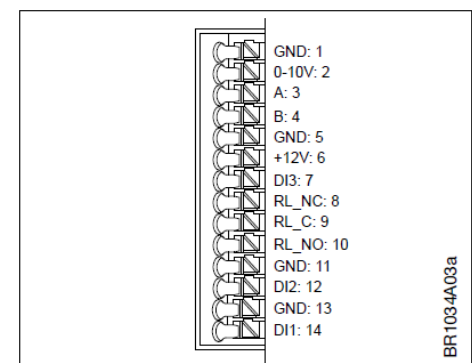 GND: 1
0-10V: 2
A: 3
B: 4
GND: 5
+12V: 6
DI3: 7
RL_NC: 8
RL_C: 9
RL_NO: 10
GND: 11
DI2: 12
GND: 13
DI1: 14
BR1034A03a